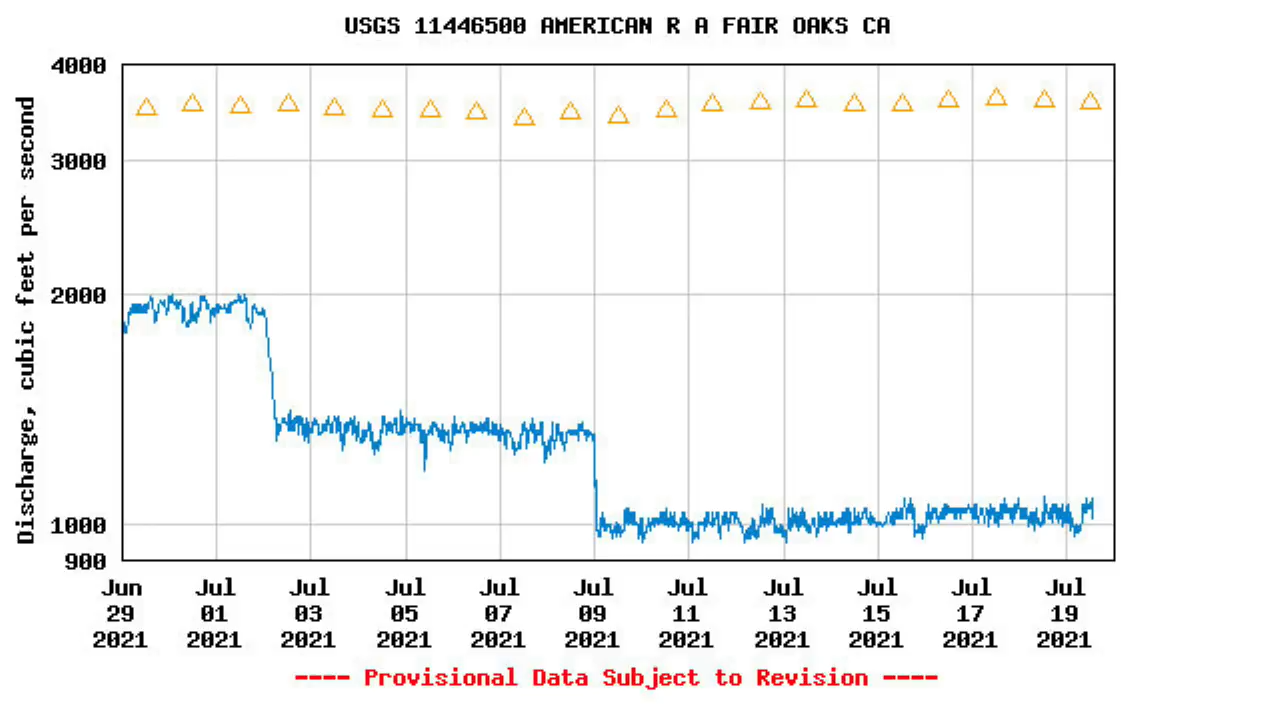 USGS 11446500 AMERICAN R A FAIR OAKS CA
Discharge, cubic feet per second
4000
3000
2000
1000
900
Jun Jul Jul Jul Jul Jul Jul Jul Jul Jul Jul
29 01 03 05 07 09 11 13 15 17 19
2021 2021 2021 2021 2021 2021 2021 2021 2021 2021 2021
---- Provisional Data Subject to Revision ----